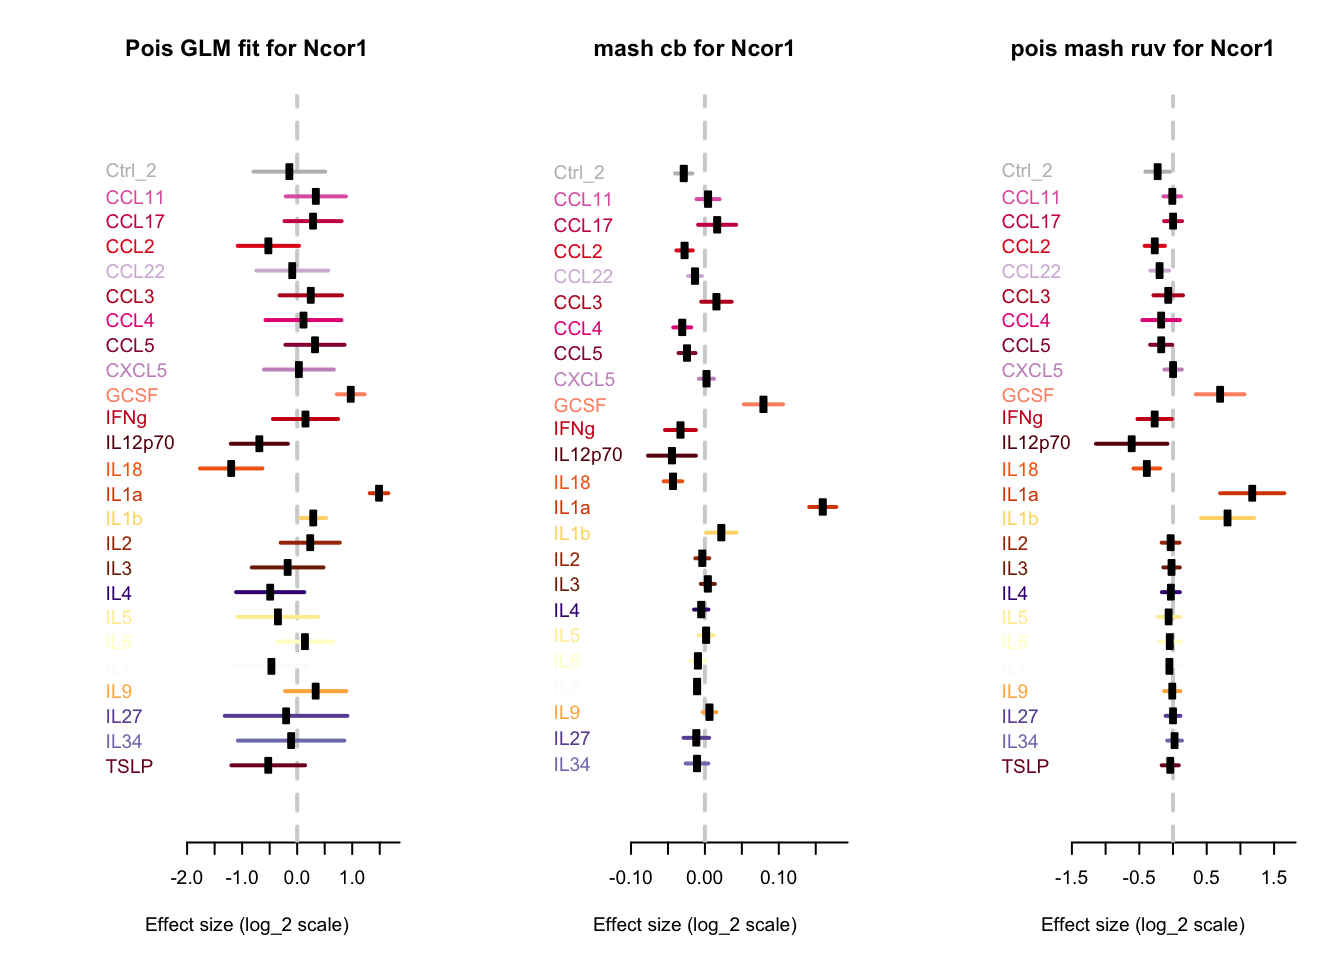 Pois GLM fit for Ncor1
Ctrl_2
CCL11
CCL17
CCL2
CCL22
CCL3
CCL4
CCL5
CXCL5
GCSF
IFNg
IL12p70
IL18
IL1a
IL1b
IL2
IL3
IL4
IL5
IL6
IL7
IL9
IL27
IL34
TSLP
-2.0 -1.0 0.0 1.0
Effect size (log_2 scale)
mash cb for Ncor1
Ctrl_2
CCL11
CCL17
CCL2
CCL22
CCL3
CCL4
CCL5
CXCL5
GCSF
IFNg
IL12p70
IL18
IL1a
IL1b
IL2
IL3
IL4
IL5
IL6
IL7
IL9
IL27
IL34
-0.10 0.00 0.10
Effect size (log_2 scale)
pois mash ruv for Ncor1
Ctrl_2
CCL11
CCL17
CCL2
CCL22
CCL3
CCL4
CCL5
CXCL5
GCSF
IFNg
IL12p70
IL18
IL1a
IL1b
IL2
IL3
IL4
IL5
IL6
IL7
IL9
IL27
IL34
TSLP
-1.5 -0.5 0.5 1.5
Effect size (log_2 scale)